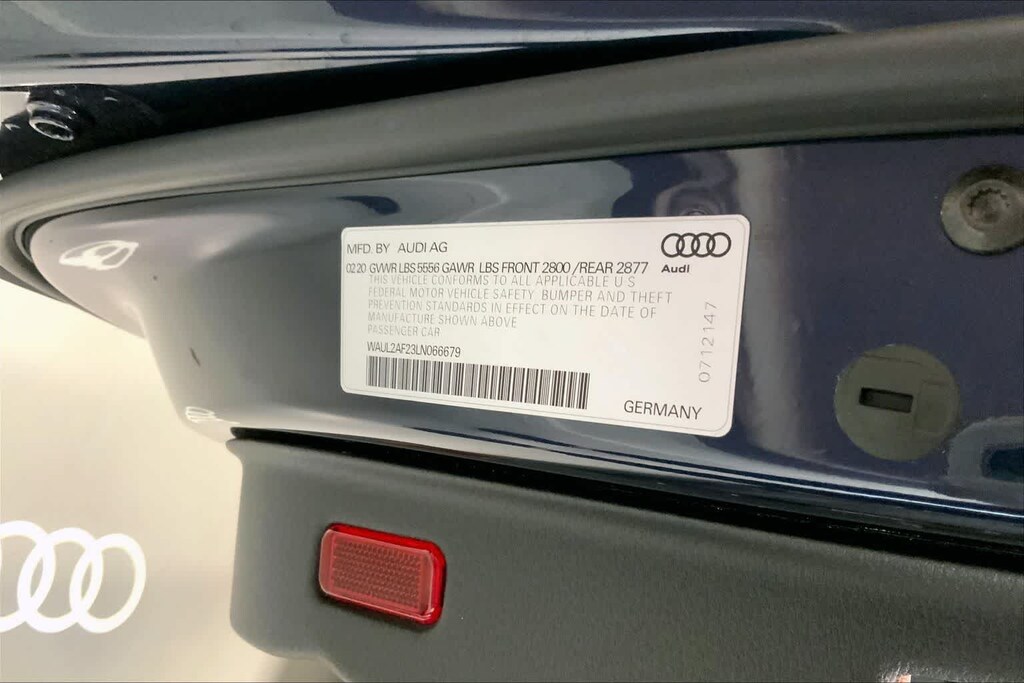 MFD. BY AUDI AG
Audi
02 20 GVWR LBS 5556 GAWR LBS FRONT 2800 /REAR 2877
THIS VEHICLE CONFORMS TO ALL APPLICABLE U S
FEDERAL MOTOR VEHICLE SAFETY BUMPER AND THEFT
PREVENTION STANDARDS IN EFFECT ON THE DATE OF
MANUFACTURE SHOWN ABOVE
PASSENGER CAR
WAUL2AF23LN066679
GERMANY
0712147